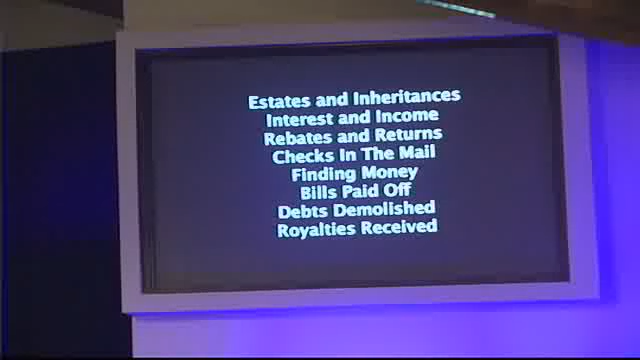 Estates and Inheritances
Interest and Income
Rebates and Returns
Checks In The Mail
Finding Money
Bills Paid Off
Debts Demolished
Royalties Received